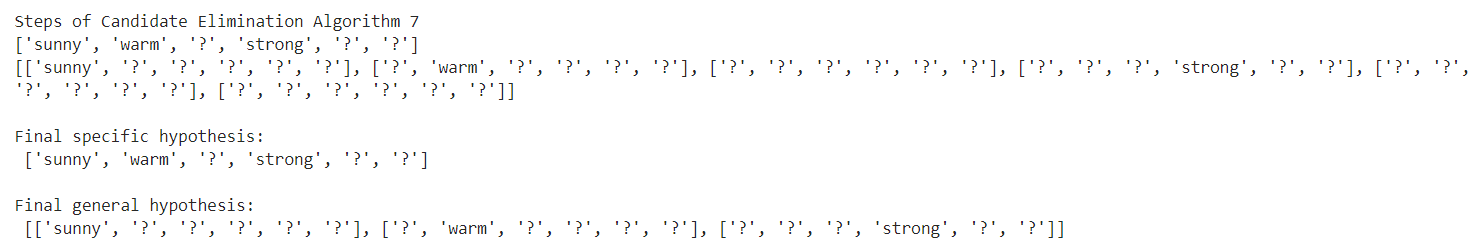 Steps of Candidate Elimination Algorithm 7
['sunny', 'warm', '?', 'strong', '?', '?']
[['sunny', '?', '?', '?', '?', '?'], ['?', 'warm', '?', '?', '?', '?'], ['?', '?', '?', '?', '?', '?'], ['?', '?', '?', 'strong', '?', '?'], ['?', '?',
'?', '?', '?', '?'], ['?', '?', '?', '?', '?', '?']]
Final specific hypothesis:
['sunny', 'warm', '?', 'strong', '?', '?']
Final general hypothesis:
[['sunny', '?', '?', '?', '?', '?'], ['?', 'warm', '?', '?', '?', '?'], ['?', '?', '?', 'strong', '?', '?']]